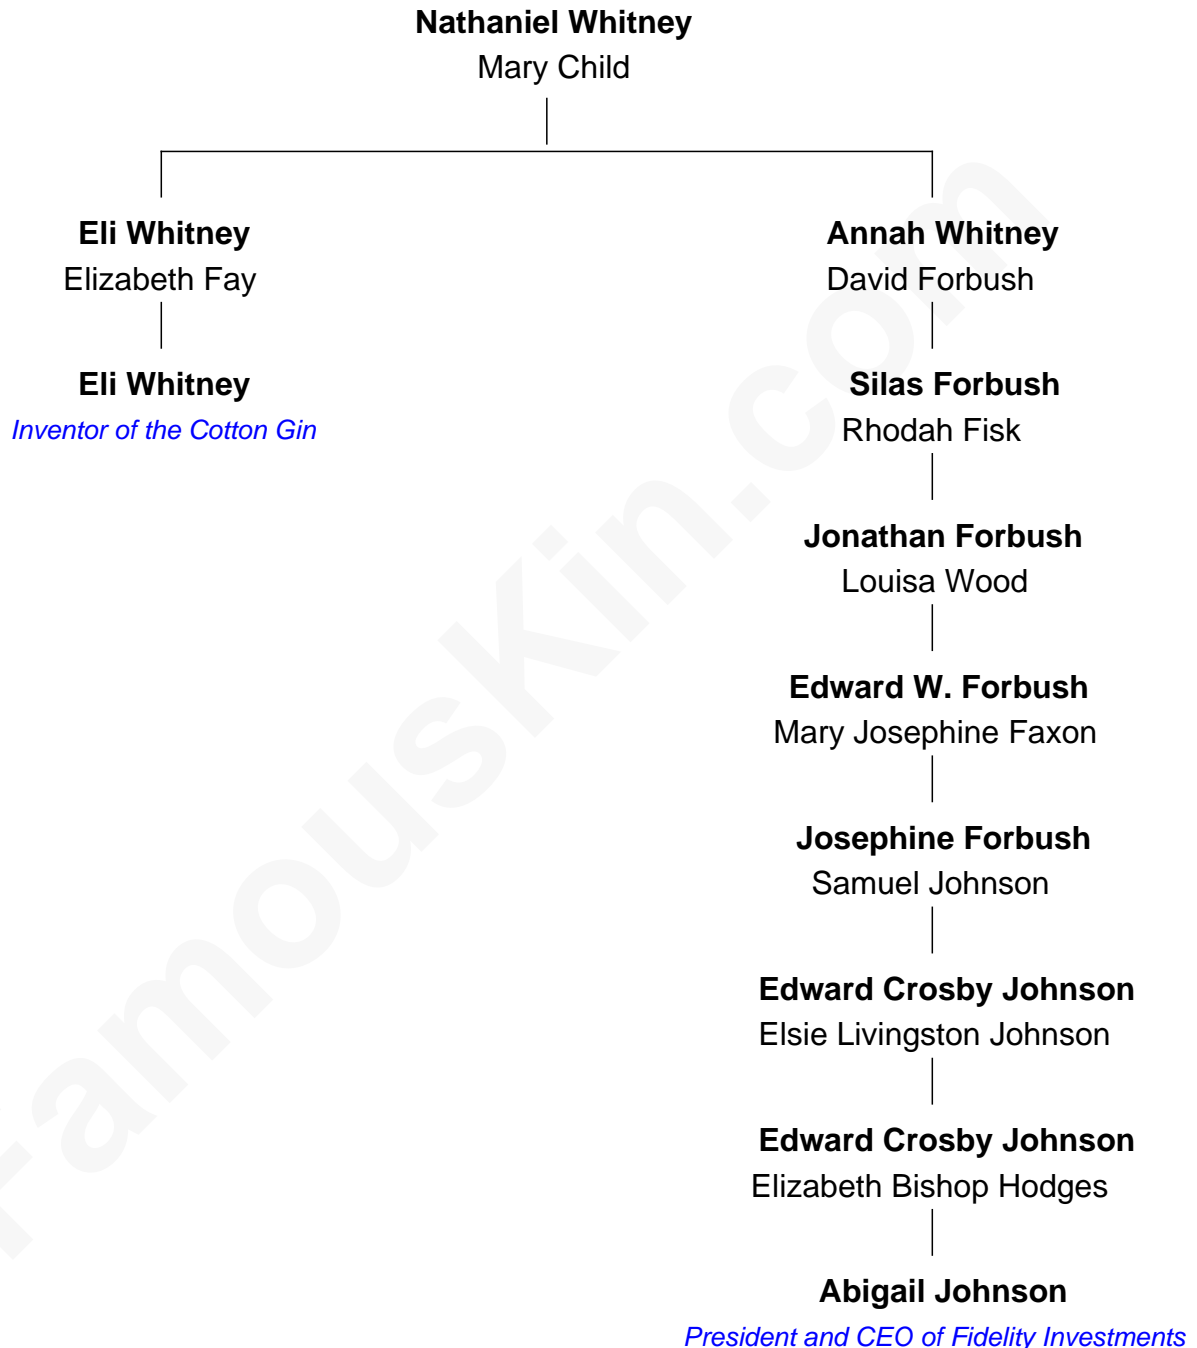 Nathaniel Whitney
Mary Child
Eli Whitney
Elizabeth Fay
Eli Whitney
Inventor of the Cotton Gin
Annah Whitney
David Forbush
Silas Forbush
Rhodah Fisk
Jonathan Forbush
Louisa Wood
Edward W. Forbush
Mary Josephine Faxon
Josephine Forbush
Samuel Johnson
Edward Crosby Johnson
Elsie Livingston Johnson
Edward Crosby Johnson
Elizabeth Bishop Hodges
Abigail Johnson
President and CEO of Fidelity Investments
FamousKin.com